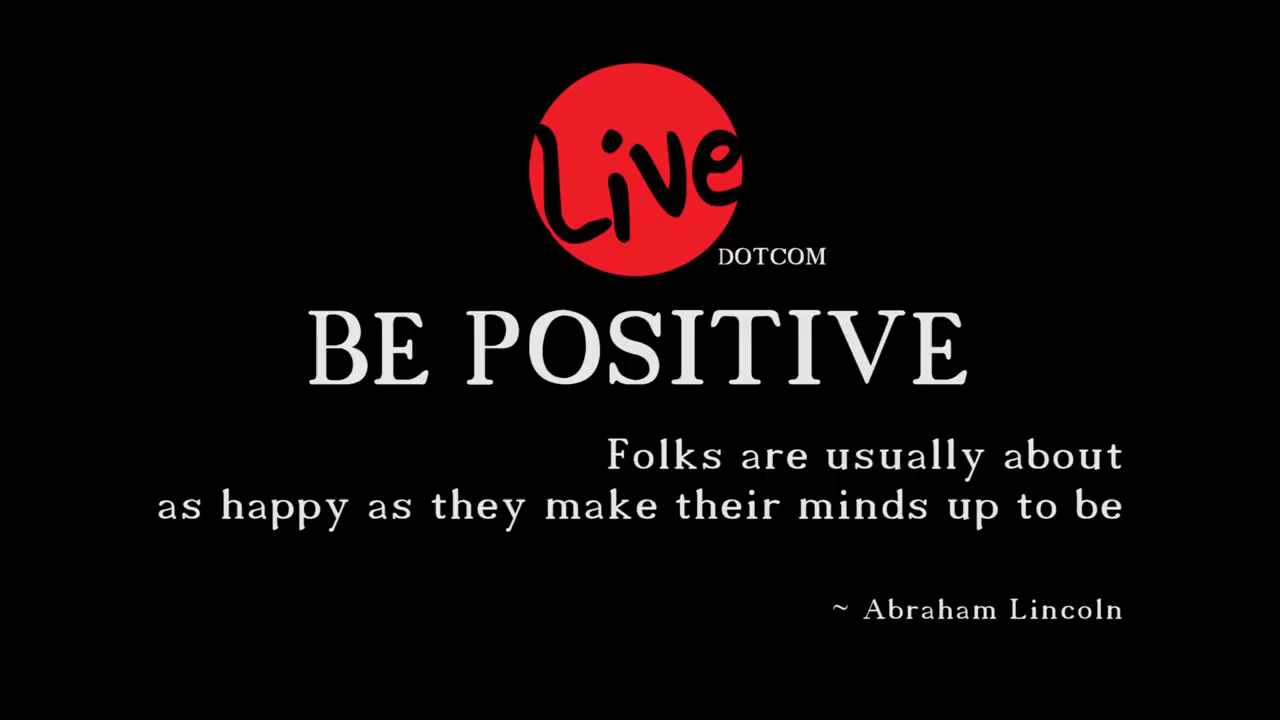 Live
DOTCOM
BE POSITIVE
Folks are usually about
as happy as they make their minds up to be
~ Abraham Lincoln